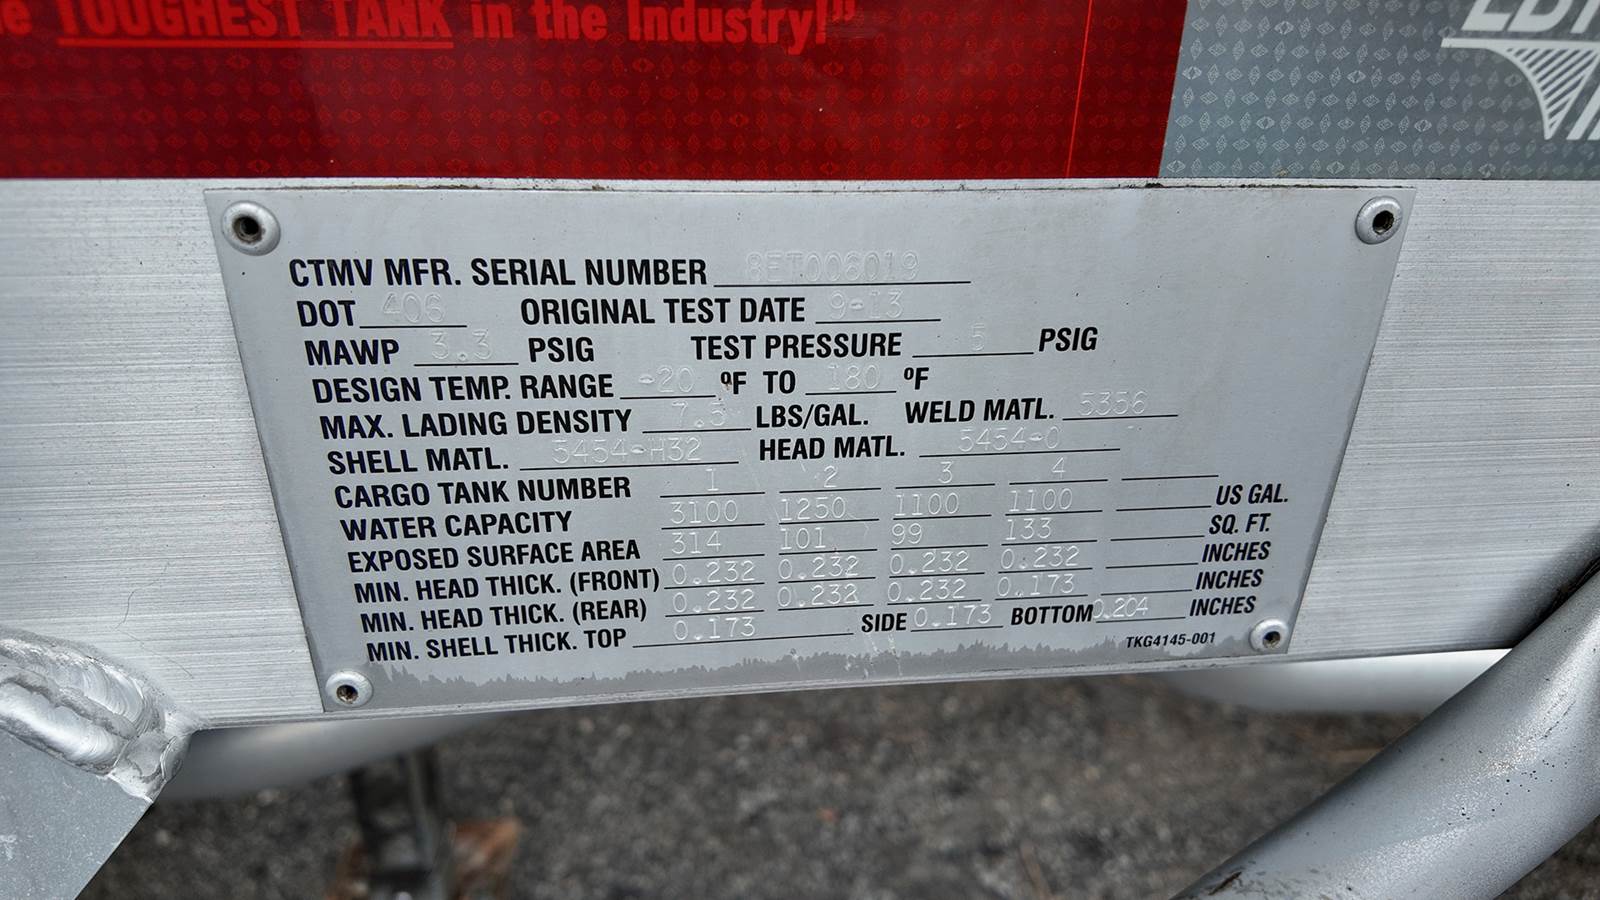 e TOUGHEST TANK in the Industry!"
CTMV MFR. SERIAL NUMBER 8ET006019
DOT 406 ORIGINAL TEST DATE 9-13
MAWP 3.3 PSIG TEST PRESSURE 5 PSIG
DESIGN TEMP. RANGE -20 ºF TO 180 ºF
MAX. LADING DENSITY 7.5 LBS/GAL. WELD MATL. 5356
SHELL MATL. 5454-H32 HEAD MATL. 5454-0
CARGO TANK NUMBER 1 2 3 4
WATER CAPACITY 3100 1250 1100 1100 US GAL.
EXPOSED SURFACE AREA 314 101 99 133 SQ. FT.
MIN. HEAD THICK. (FRONT) 0.232 0.232 0.232 0.232 INCHES
MIN. HEAD THICK. (REAR) 0.232 0.232 0.232 0.173 INCHES
MIN. SHELL THICK. TOP 0.173 SIDE 0.173 BOTTOM 0.204 INCHES
TKG4145-001